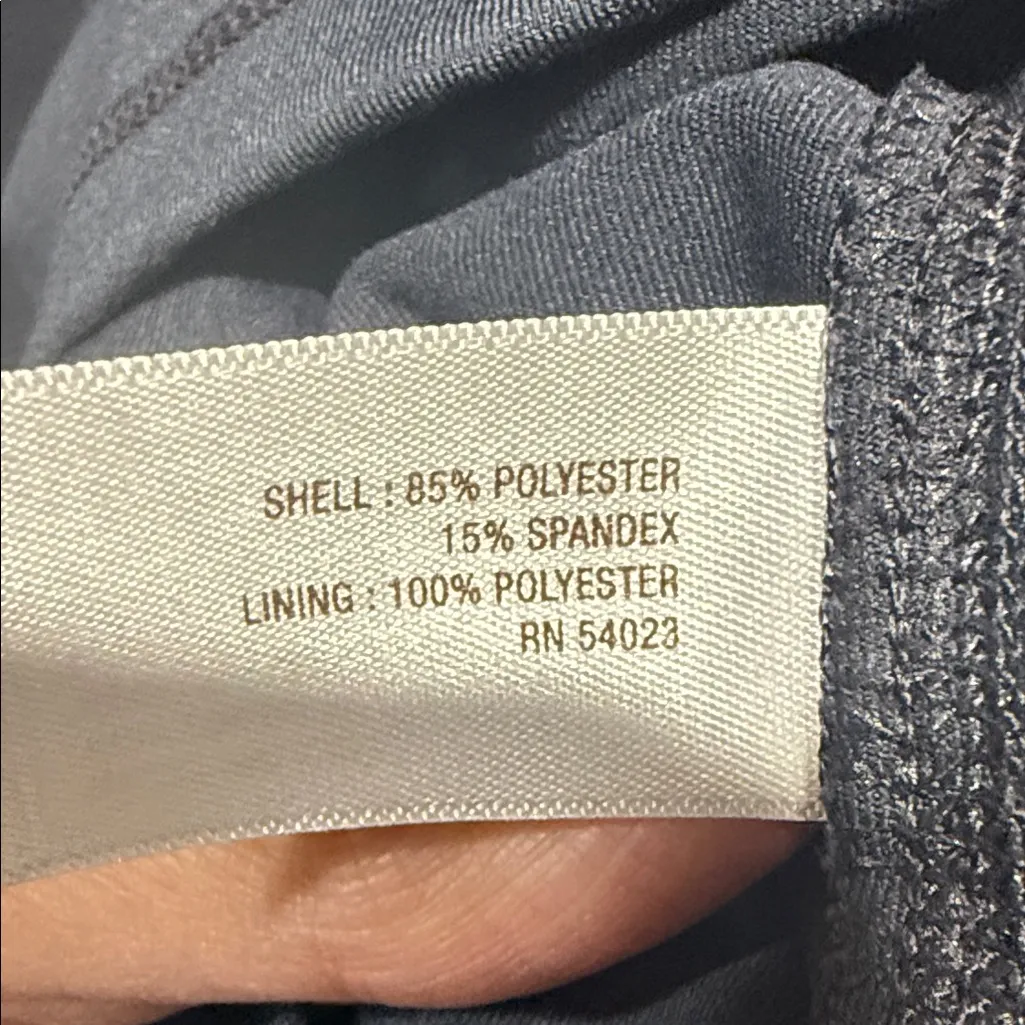 SHELL : 85% POLYESTER
15% SPANDEX
LINING : 100% POLYESTER
RN 54023